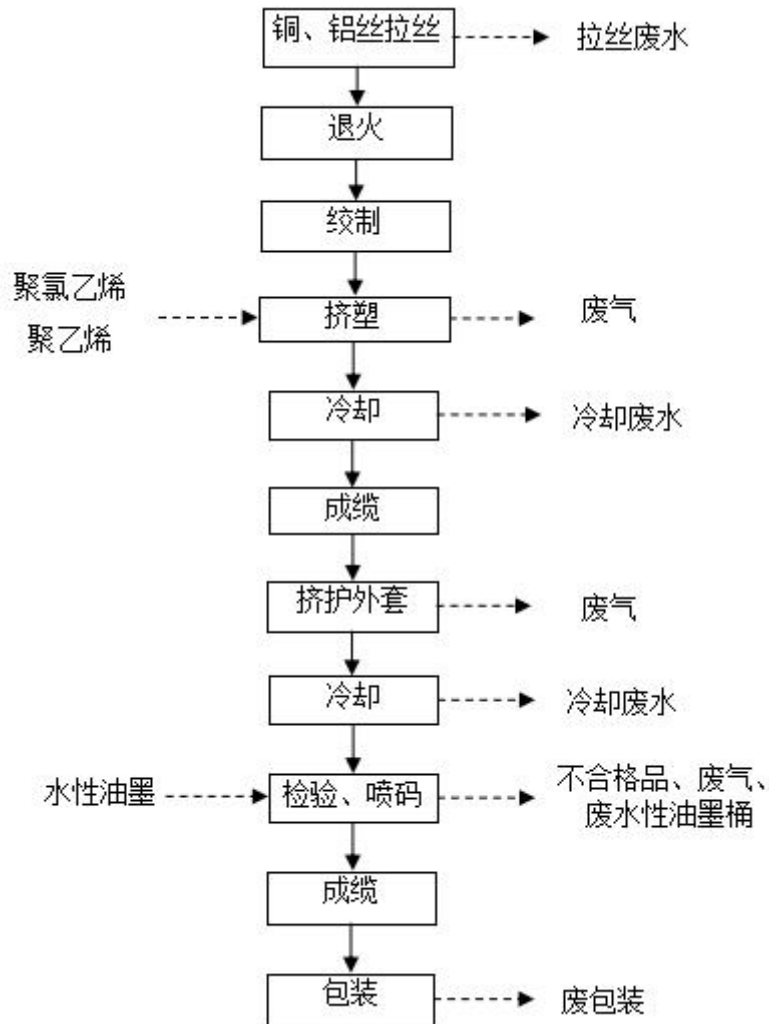 铜、铝丝拉丝
拉丝废水
退火
绞制
聚氯乙烯
聚乙烯
挤塑
废气
冷却
冷却废水
成缆
挤护外套
废气
冷却
冷却废水
水性油墨
检验、喷码
不合格品、废气、
废水性油墨桶
成缆
包装
废包装